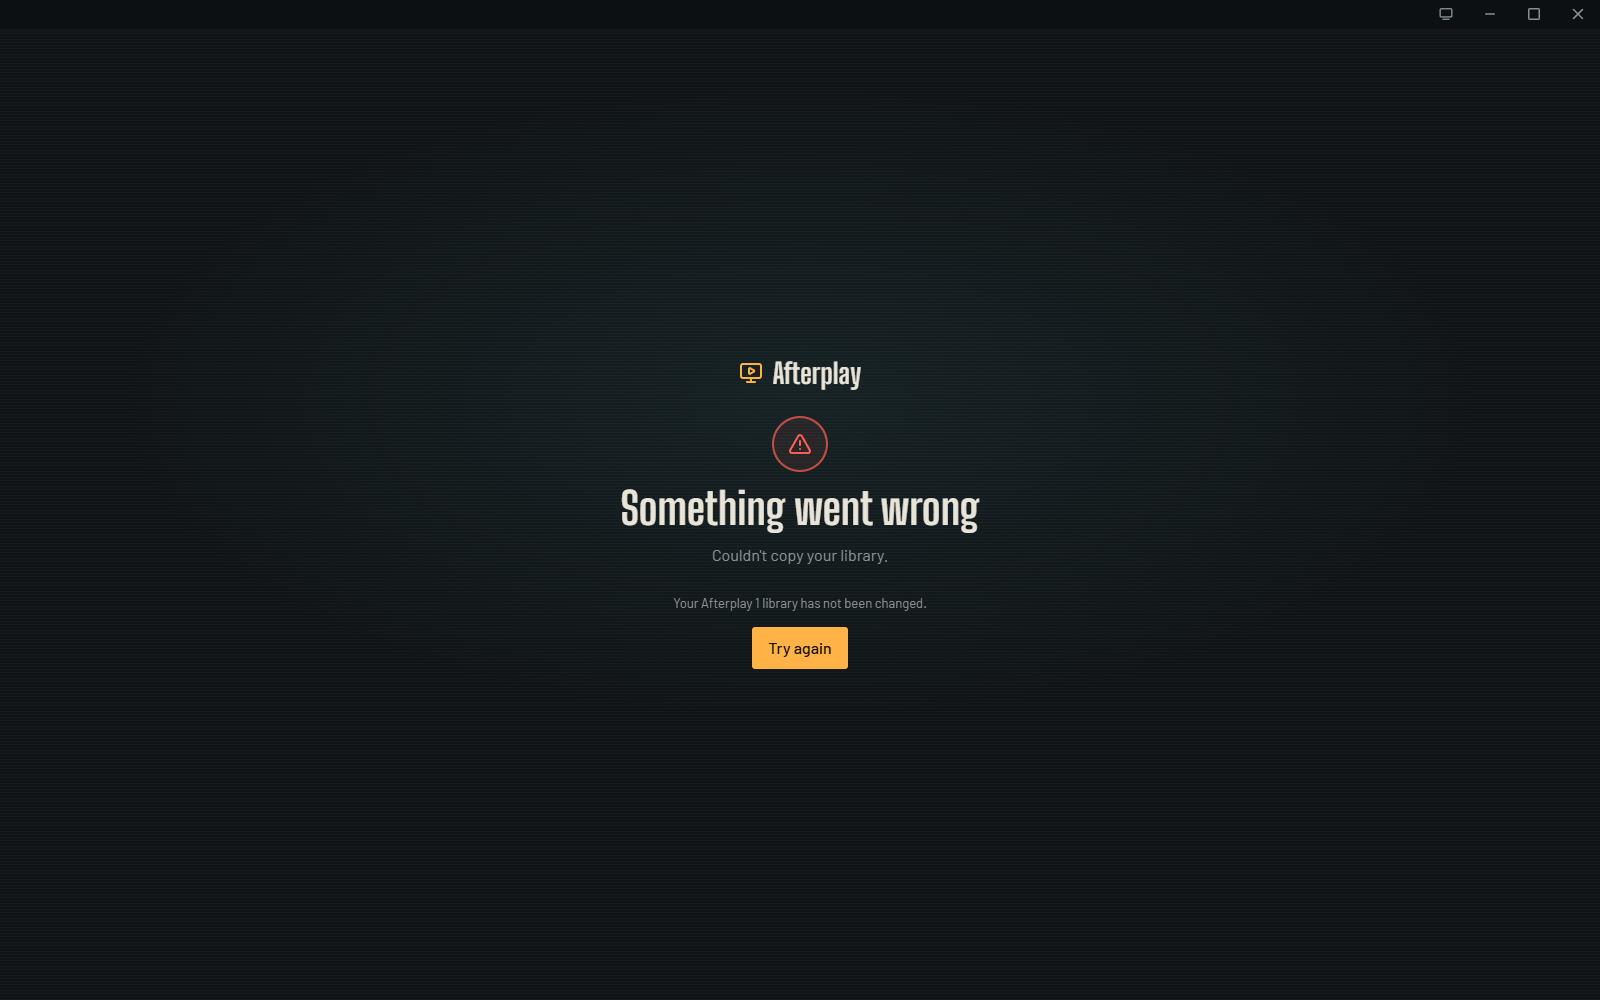 Afterplay
Something went wrong
Couldn't copy your library.
Your Afterplay 1 library has not been changed.
Try again